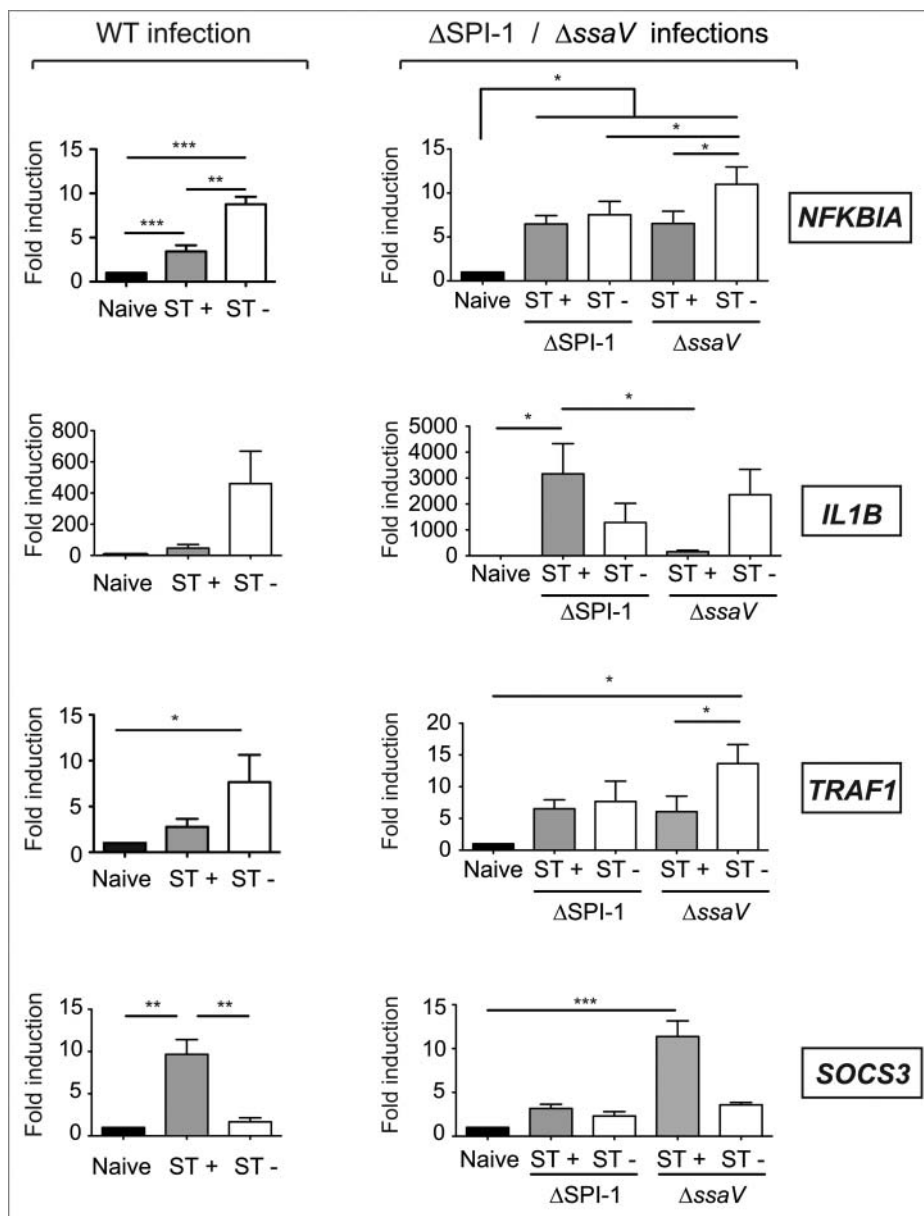 WT infection
ΔSPI-1 / ΔssaV infections
Fold induction
15
10
5
0
***
**
***
Naive ST + ST -
Fold induction
15
10
5
0
*
*
*
Naive ST + ST - ST + ST -
ΔSPI-1 ΔssaV
NFKBIA
Fold induction
800
600
400
200
0
Naive ST + ST -
Fold induction
6000
5000
4000
3000
2000
1000
0
*
*
Naive ST + ST - ST + ST -
ΔSPI-1 ΔssaV
IL1B
Fold induction
15
10
5
0
*
Naive ST + ST -
Fold induction
20
15
10
5
0
*
*
Naive ST + ST - ST + ST -
ΔSPI-1 ΔssaV
TRAF1
Fold induction
15
10
5
0
** **
Naive ST + ST -
Fold induction
15
10
5
0
***
Naive ST + ST - ST + ST -
ΔSPI-1 ΔssaV
SOCS3